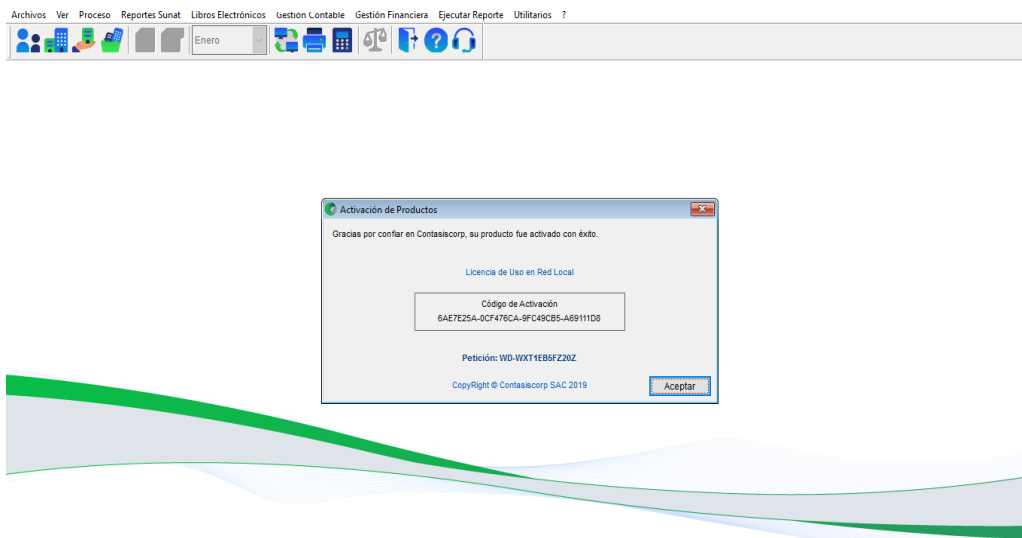 Archivos Ver Proceso Reportes Sunat Libros Electrónicos Gestión Contable Gestión Financiera Ejecutar Reporte Utilitarios ?
Enero
Activación de Productos
Gracias por confiar en Contasiscorp, su producto fue activado con éxito.
Licencia de Uso en Red Local
Código de Activación
6AE7E25A-0CF476CA-9FC49CB5-A69111D8
Petición: WD-WXT1EB5FZ20Z
CopyRight © Contasiscorp SAC 2019
Aceptar